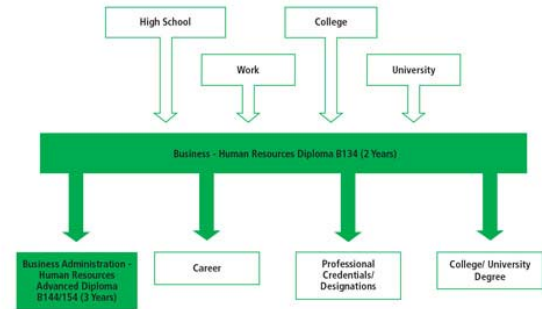 High School
College
Work
University
Business - Human Resources Diploma B134 (2 Years)
Business Administration -
Human Resources
Advanced Diploma
B144/154 (3 Years)
Career
Professional
Credentials/
Designations
College/ University
Degree